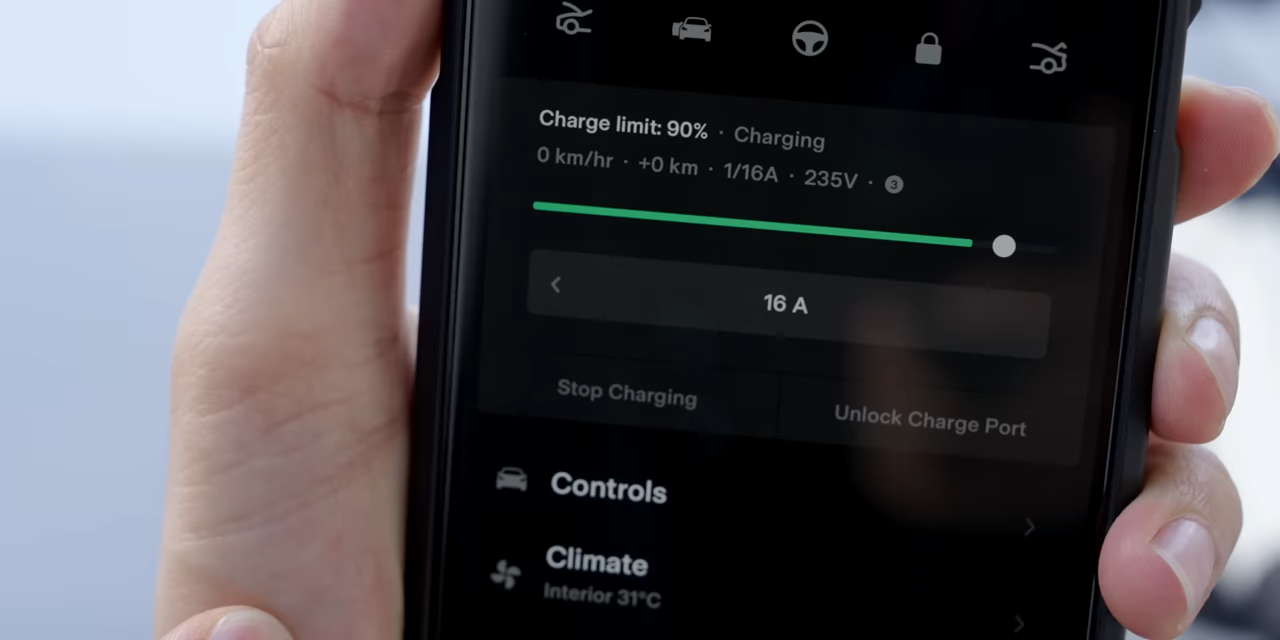 Charge limit: 90% · Charging
0 km/hr · +0 km · 1/16A · 235V · 3
16 A
Stop Charging
Unlock Charge Port
Controls
Climate
Interior 31°C